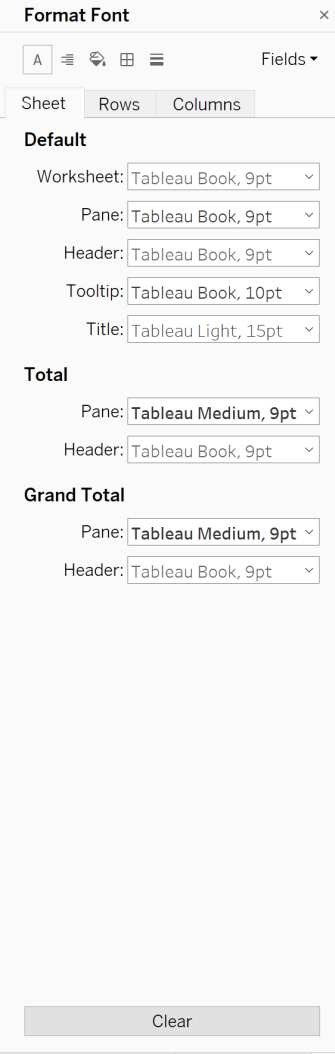 Format Font
A Fields
Sheet Rows Columns
Default
Worksheet: Tableau Book, 9pt
Pane: Tableau Book, 9pt
Header: Tableau Book, 9pt
Tooltip: Tableau Book, 10pt
Title: Tableau Light, 15pt
Total
Pane: Tableau Medium, 9pt
Header: Tableau Book, 9pt
Grand Total
Pane: Tableau Medium, 9pt
Header: Tableau Book, 9pt
Clear